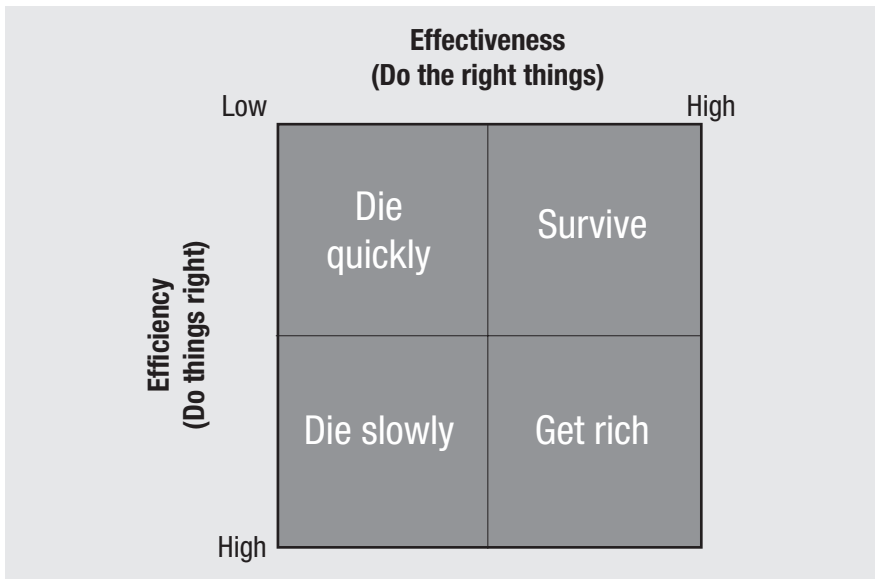 Effectiveness
(Do the right things)
Low
High
Die
quickly
Survive
Efficiency
(Do things right)
Die slowly
Get rich
High